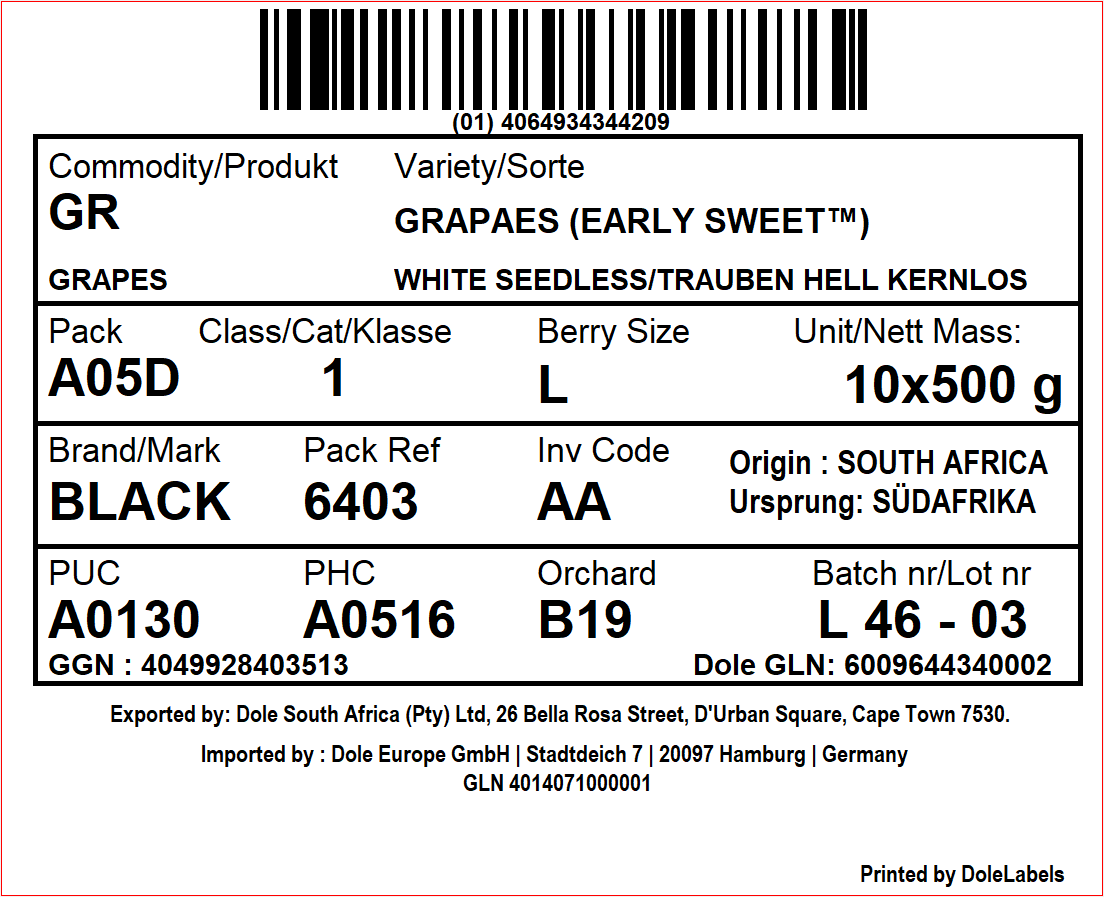 (01) 4064934344209
Commodity/Produkt Variety/Sorte
GR GRAPAES (EARLY SWEET™)
GRAPES WHITE SEEDLESS/TRAUBEN HELL KERNLOS
Pack Class/Cat/Klasse Berry Size Unit/Nett Mass:
A05D 1 L 10x500 g
Brand/Mark Pack Ref Inv Code Origin : SOUTH AFRICA
BLACK 6403 AA Ursprung: SÜDAFRIKA
PUC PHC Orchard Batch nr/Lot nr
A0130 A0516 B19 L 46 - 03
GGN : 4049928403513 Dole GLN: 6009644340002
Exported by: Dole South Africa (Pty) Ltd, 26 Bella Rosa Street, D'Urban Square, Cape Town 7530.
Imported by : Dole Europe GmbH | Stadtdeich 7 | 20097 Hamburg | Germany
GLN 4014071000001
Printed by DoleLabels